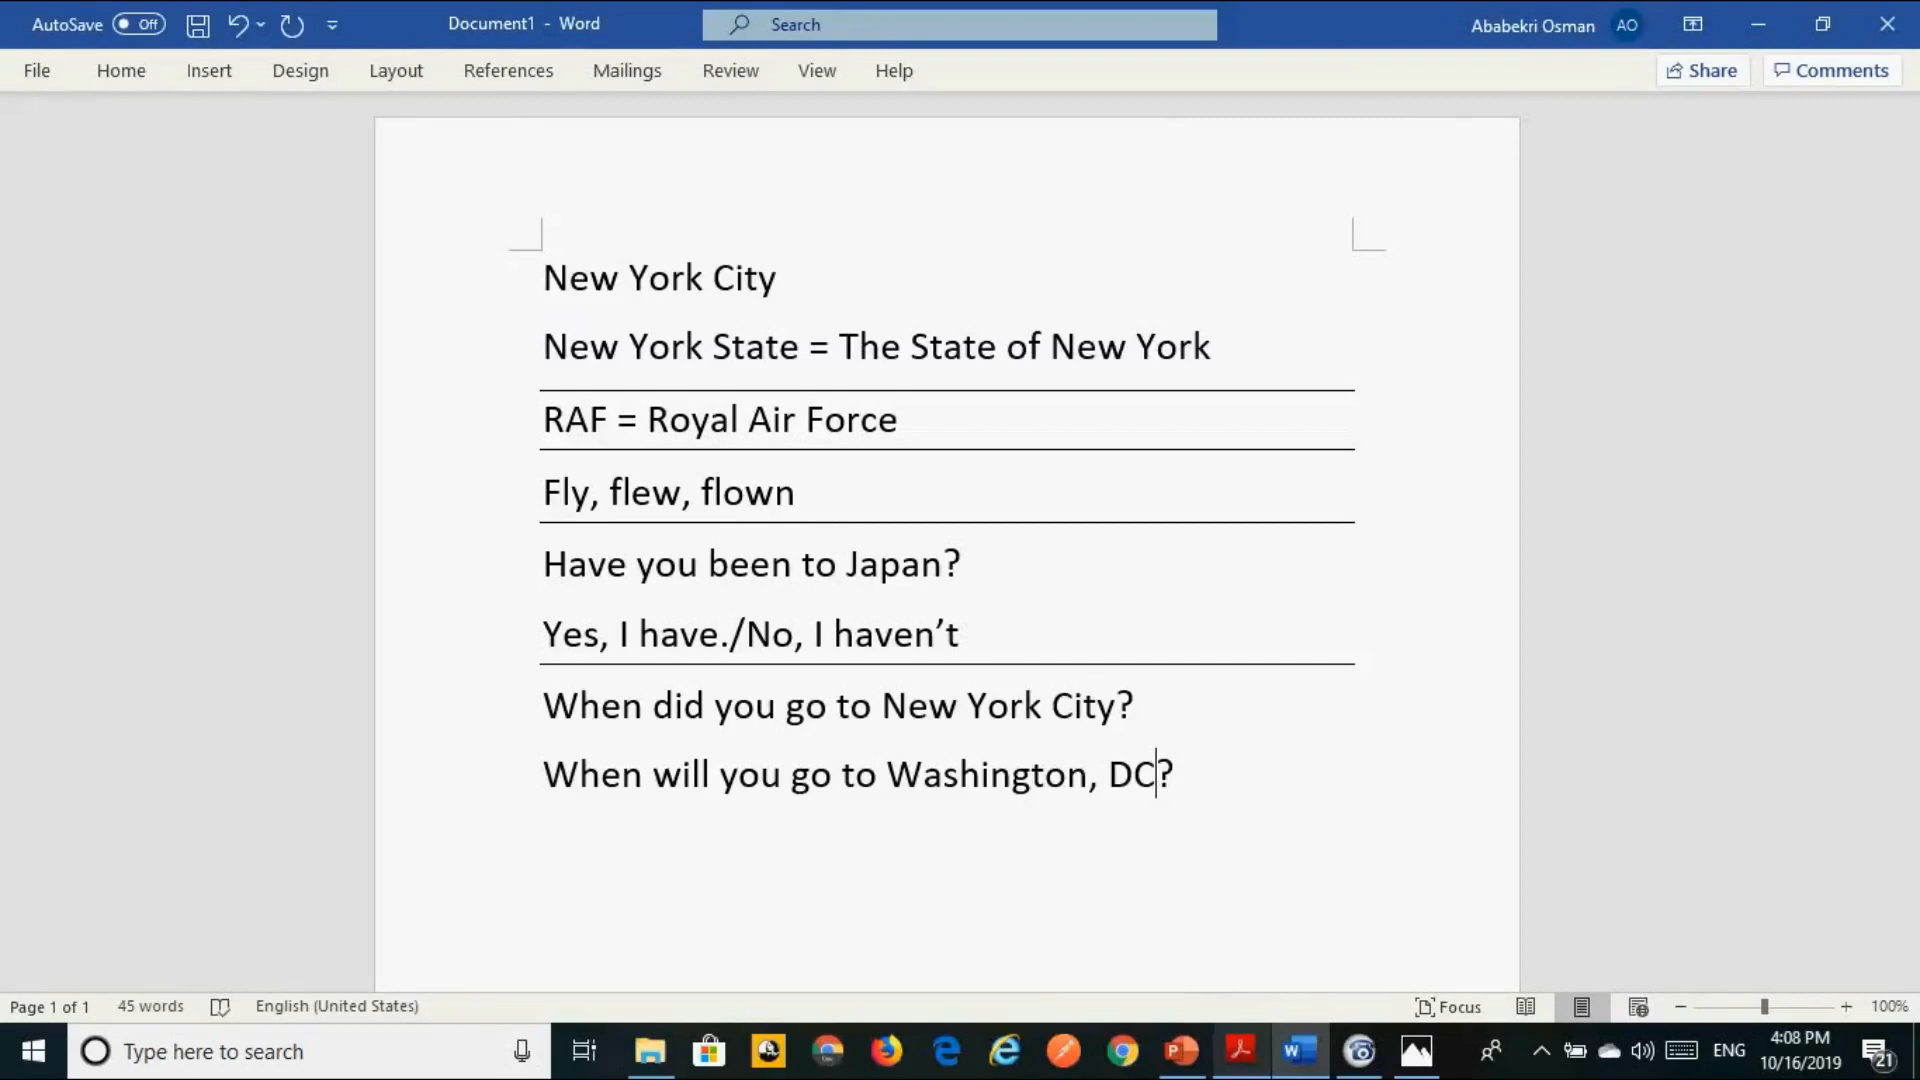 AutoSave Off Document1 - Word Search Ababekri Osman AO
File Home Insert Design Layout References Mailings Review View Help Share Comments
New York City
New York State = The State of New York
RAF = Royal Air Force
Fly, flew, flown
Have you been to Japan?
Yes, I have./No, I haven’t
When did you go to New York City?
When will you go to Washington, DC?
Page 1 of 1 45 words English (United States) Focus 100%
Type here to search ENG 4:08 PM
10/16/2019 21